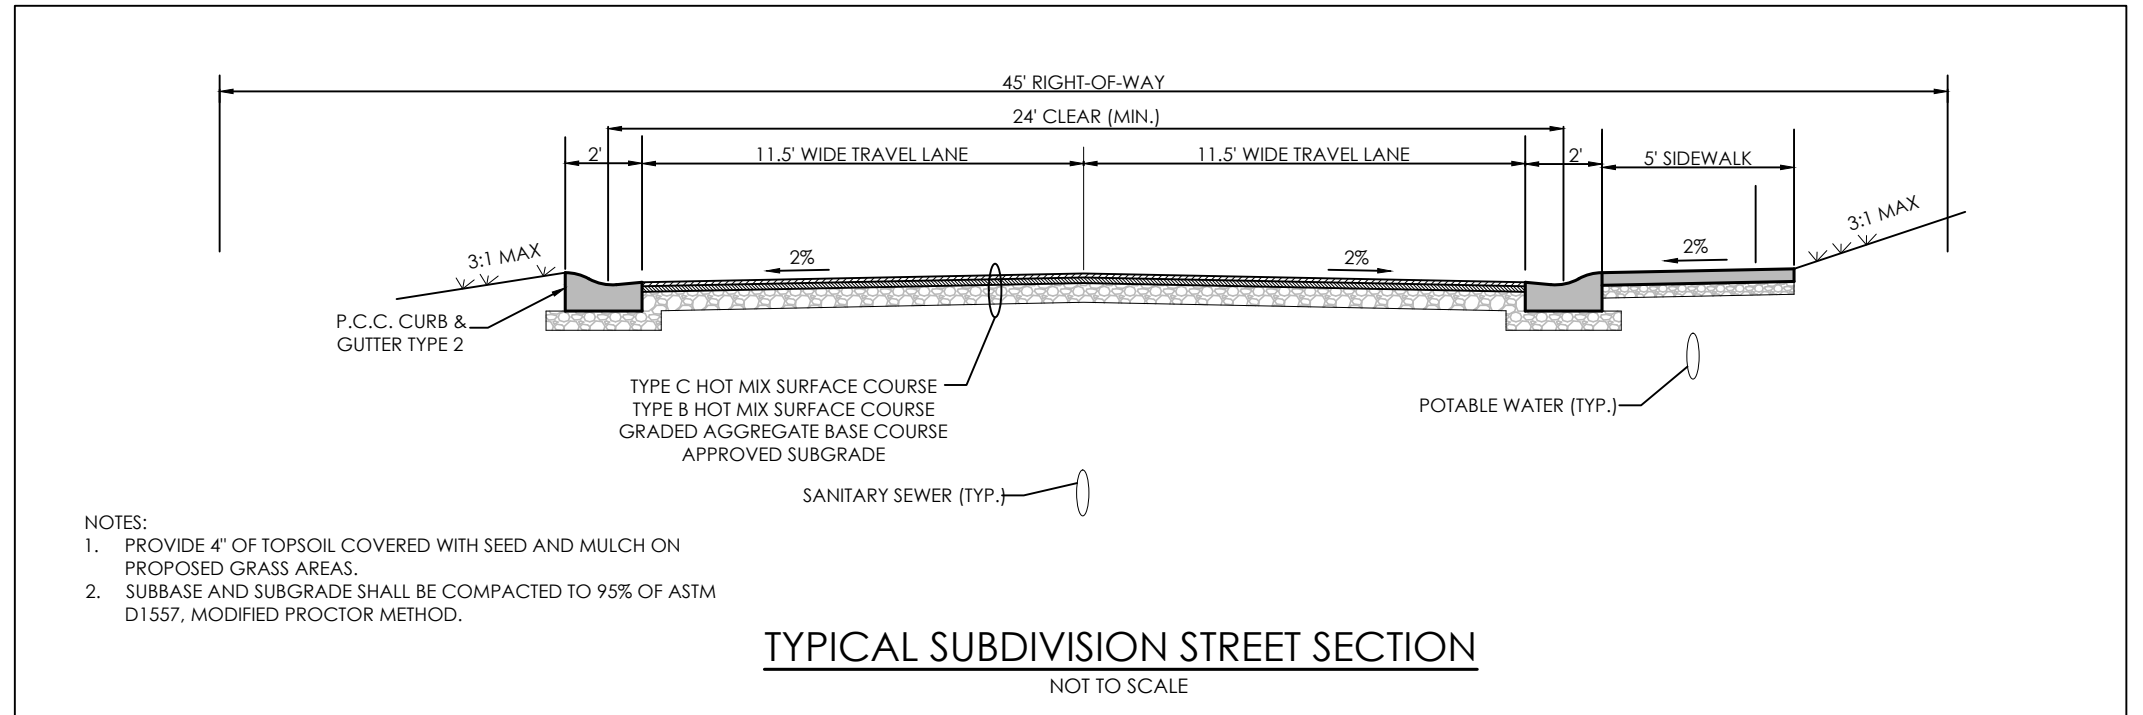 45' RIGHT-OF-WAY
24' CLEAR (MIN.)
2'
11.5' WIDE TRAVEL LANE
11.5' WIDE TRAVEL LANE
2'
5' SIDEWALK
3:1 MAX
3:1 MAX
2%
2%
2%
P.C.C. CURB &
GUTTER TYPE 2
TYPE C HOT MIX SURFACE COURSE
TYPE B HOT MIX SURFACE COURSE
GRADED AGGREGATE BASE COURSE
APPROVED SUBGRADE
POTABLE WATER (TYP.)
SANITARY SEWER (TYP.)
NOTES:
1. PROVIDE 4" OF TOPSOIL COVERED WITH SEED AND MULCH ON
PROPOSED GRASS AREAS.
2. SUBBASE AND SUBGRADE SHALL BE COMPACTED TO 95% OF ASTM
D1557, MODIFIED PROCTOR METHOD.
TYPICAL SUBDIVISION STREET SECTION
NOT TO SCALE